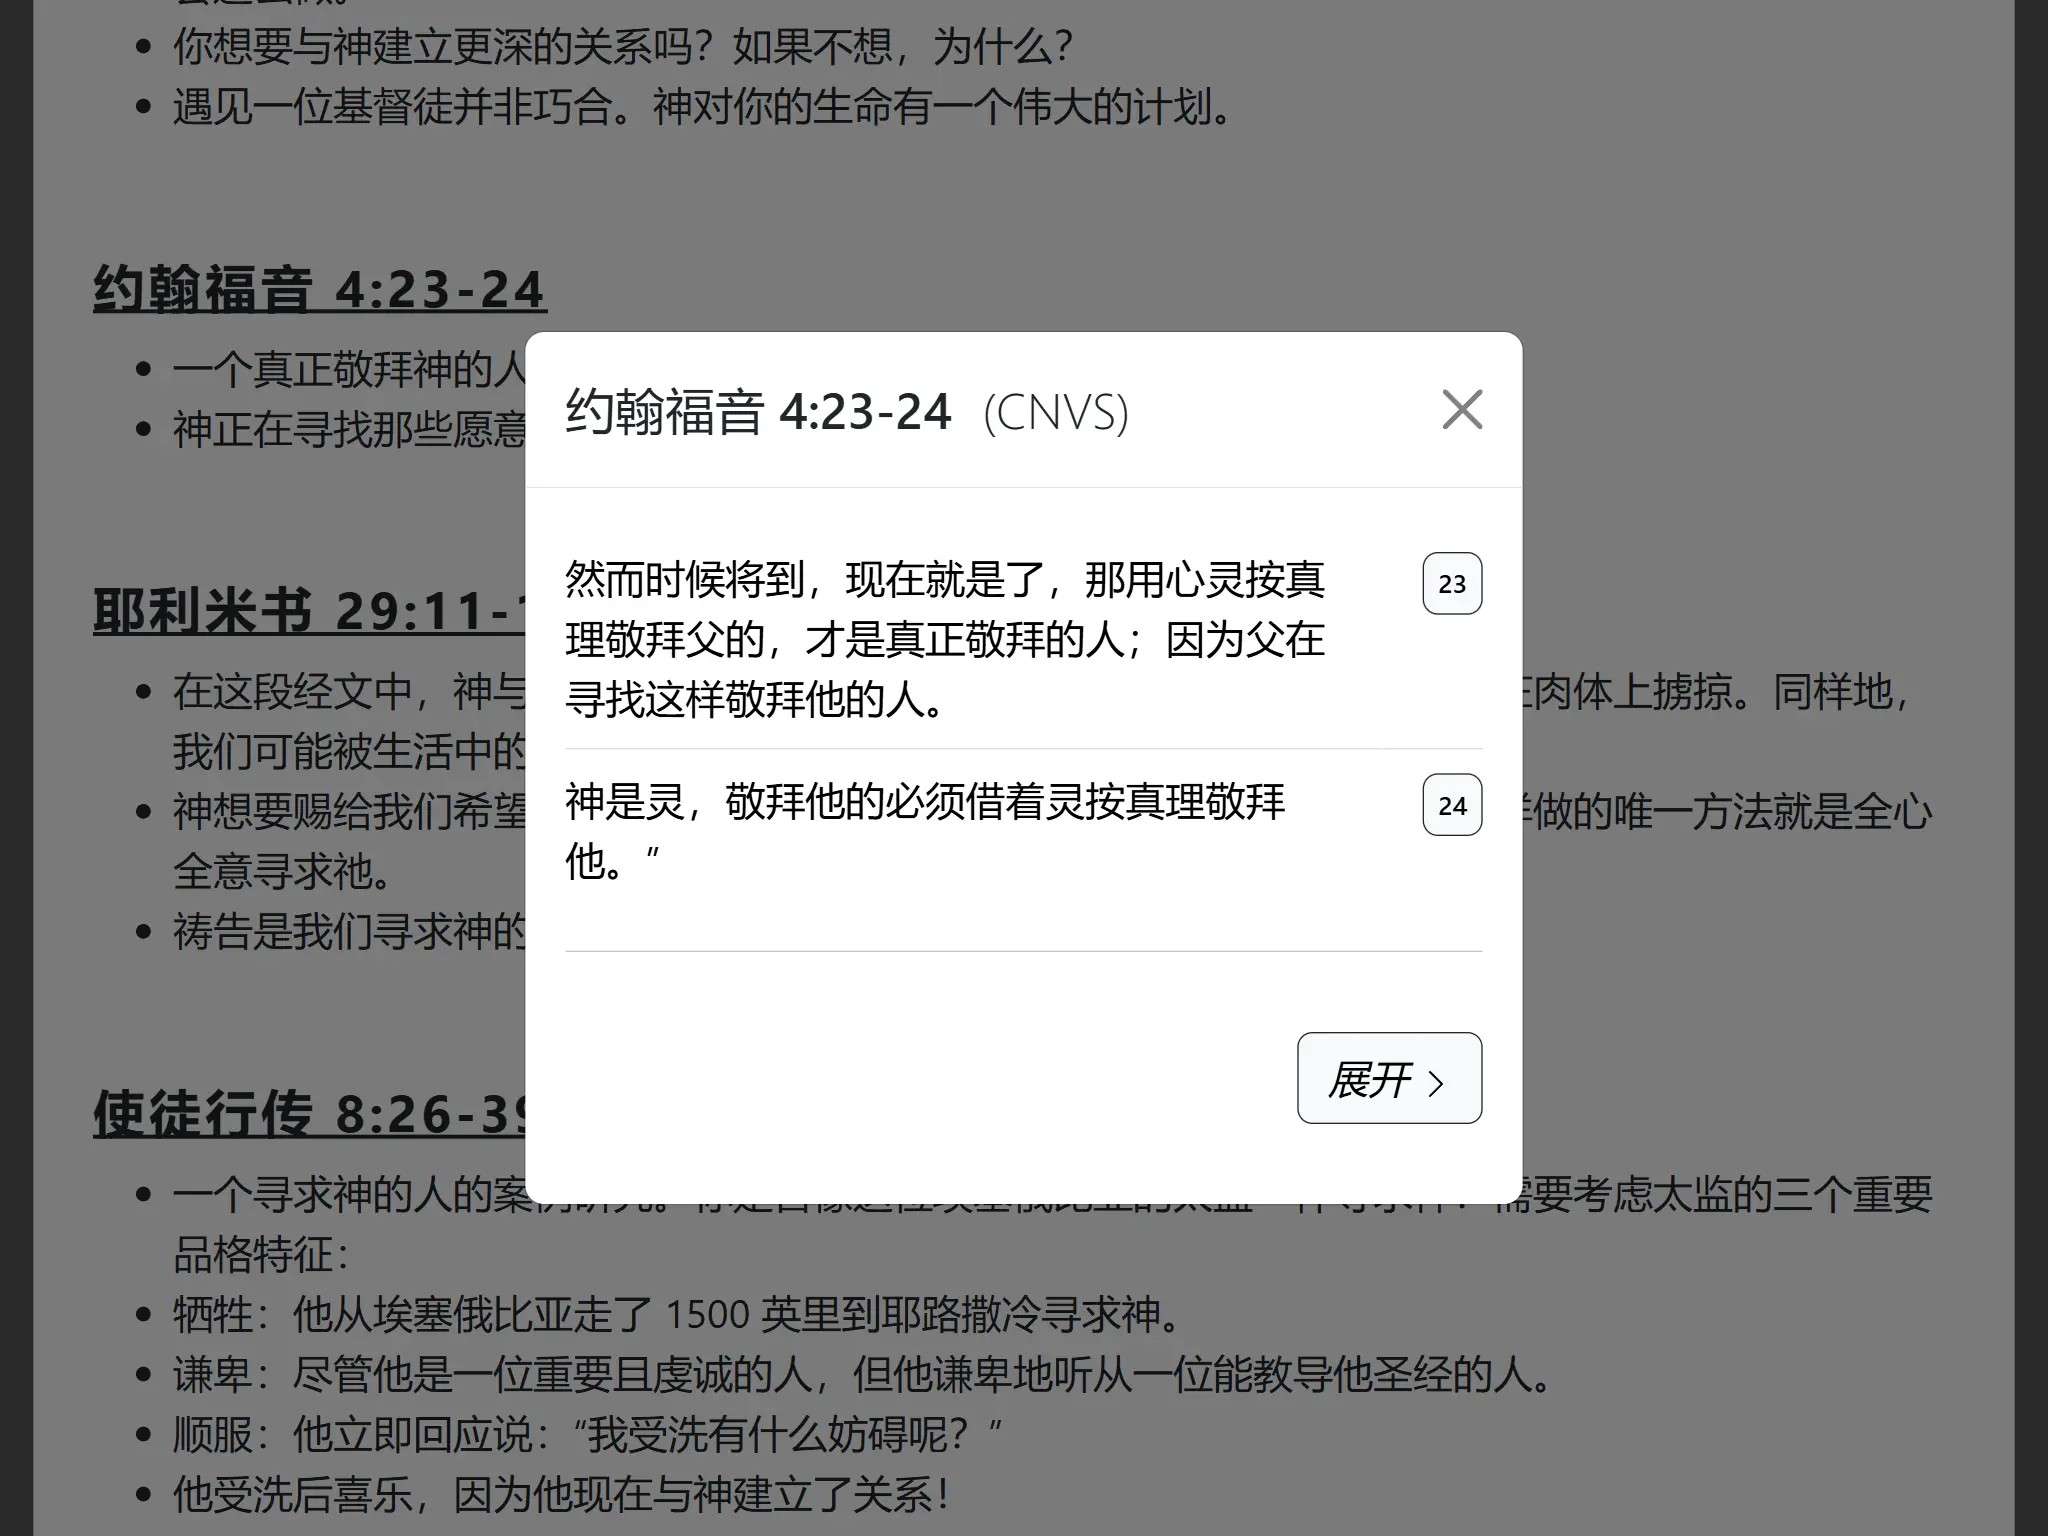 你想要与神建立更深的关系吗？如果不想，为什么？
遇见一位基督徒并非巧合。神对你的生命有一个伟大的计划。
约翰福音 4:23-24
一个真正敬拜神的人
神正在寻找那些愿意
约翰福音 4:23-24 (CNVS)
然而时候将到，现在就是了，那用心灵按真 23
理敬拜父的，才是真正敬拜的人；因为父在
寻找这样敬拜他的人。
神是灵，敬拜他的必须借着灵按真理敬拜 24
他。”
展开
耶利米书 29:11-
在这段经文中，神与
肉体上掳掠。同样地，
我们可能被生活中的
神想要赐给我们希望
做的唯一方法就是全心
全意寻求祂。
祷告是我们寻求神的
使徒行传 8:26-39
一个寻求神的人的案
需要考虑太监的三个重要
品格特征：
牺牲：他从埃塞俄比亚走了 1500 英里到耶路撒冷寻求神。
谦卑：尽管他是一位重要且虔诚的人，但他谦卑地听从一位能教导他圣经的人。
顺服：他立即回应说：“我受洗有什么妨碍呢？”
他受洗后喜乐，因为他现在与神建立了关系！